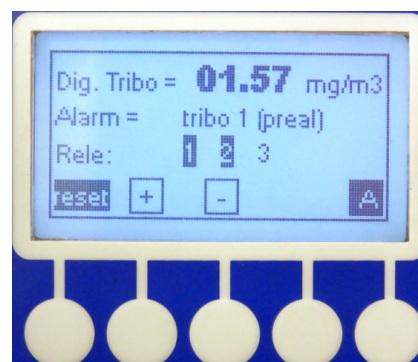 Dig. Tribo = 01.57 mg/m3
Alarm = tribo 1 (preal)
Rele: 1 2 3
reset + - A